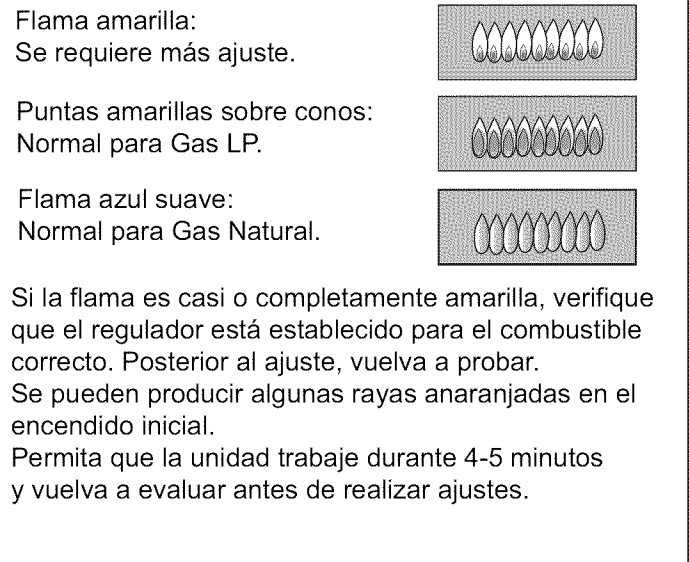 Flama amarilla:
Se requiere más ajuste.
Puntas amarillas sobre conos:
Normal para Gas LP.
Flama azul suave:
Normal para Gas Natural.
Si la flama es casi o completamente amarilla, verifique
que el regulador está establecido para el combustible
correcto. Posterior al ajuste, vuelva a probar.
Se pueden producir algunas rayas anaranjadas en el
encendido inicial.
Permita que la unidad trabaje durante 4-5 minutos
y vuelva a evaluar antes de realizar ajustes.